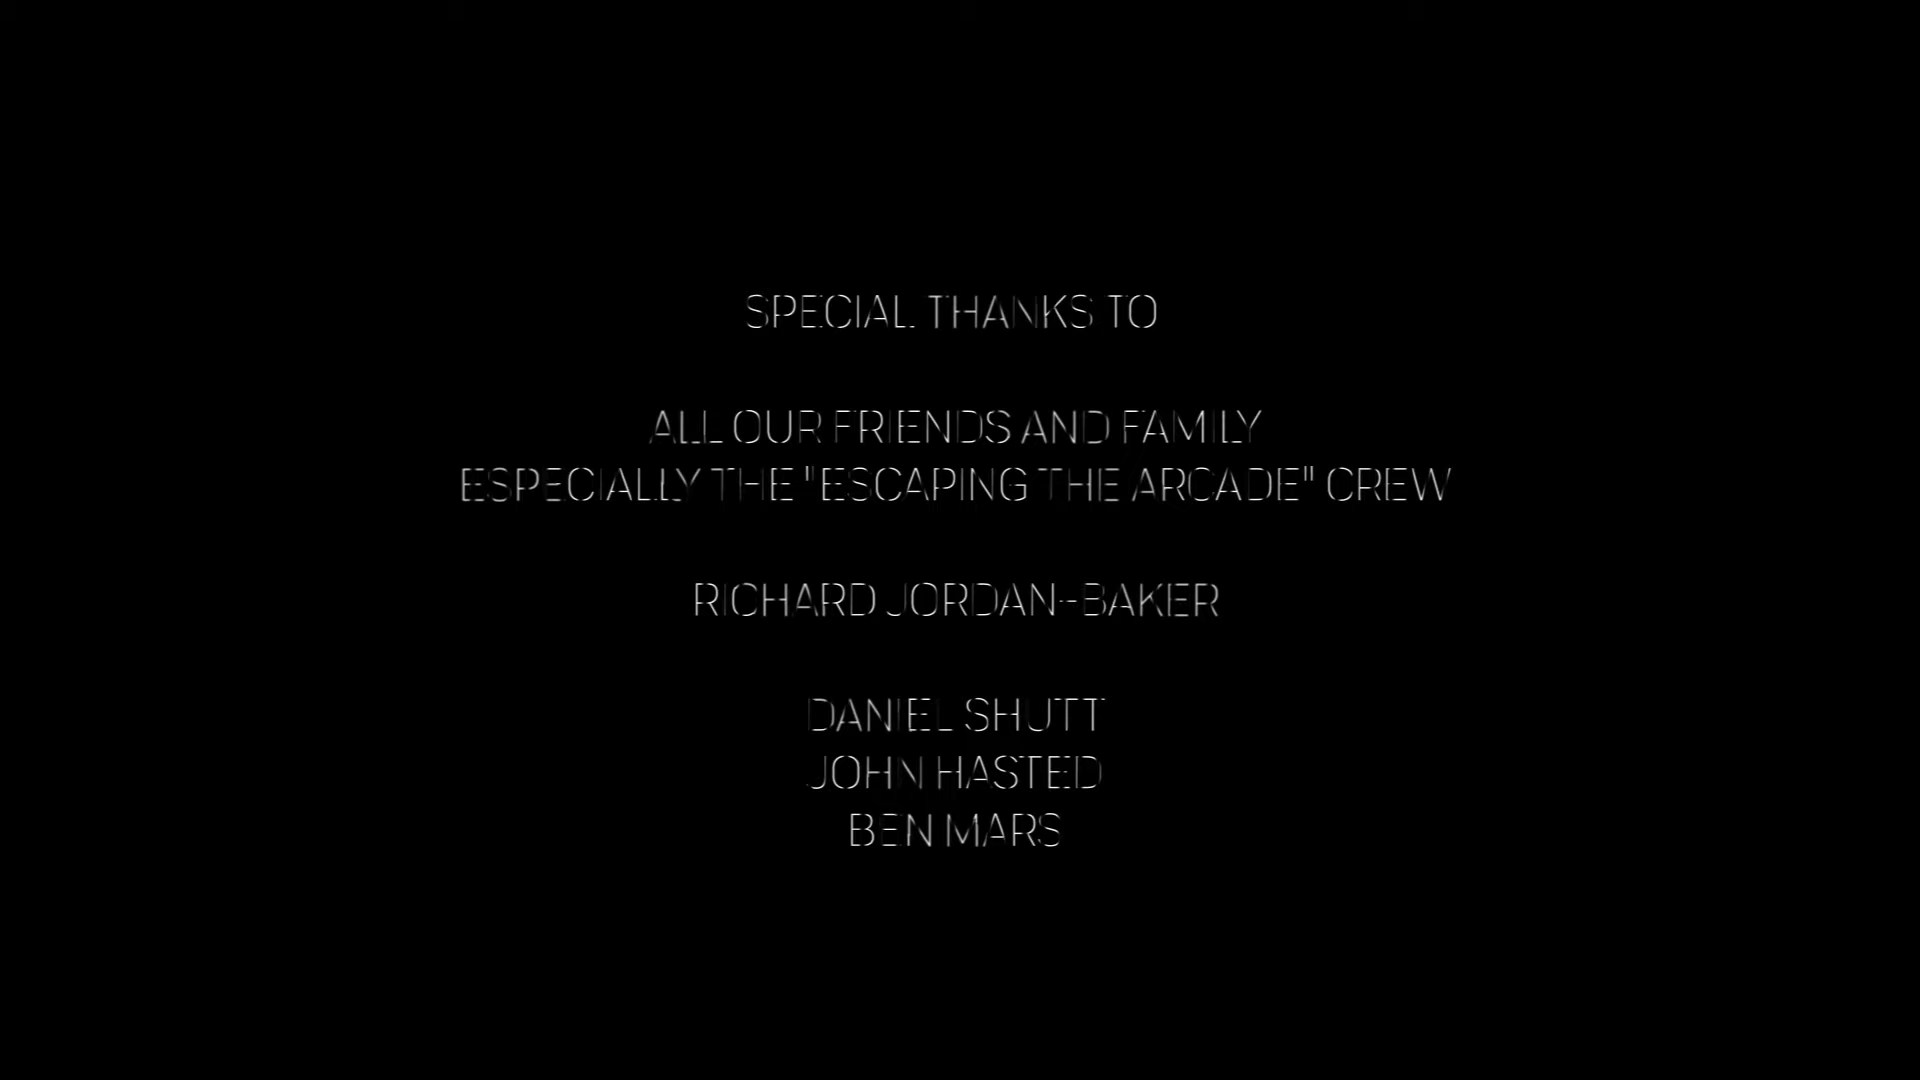 SPECIAL THANKS TO
ALL OUR FRIENDS AND FAMILY
ESPECIALLY THE "ESCAPING THE ARCADE" CREW
RICHARD JORDAN-BAKER
DANIEL SHUTT
JOHN HASTED
BEN MARS